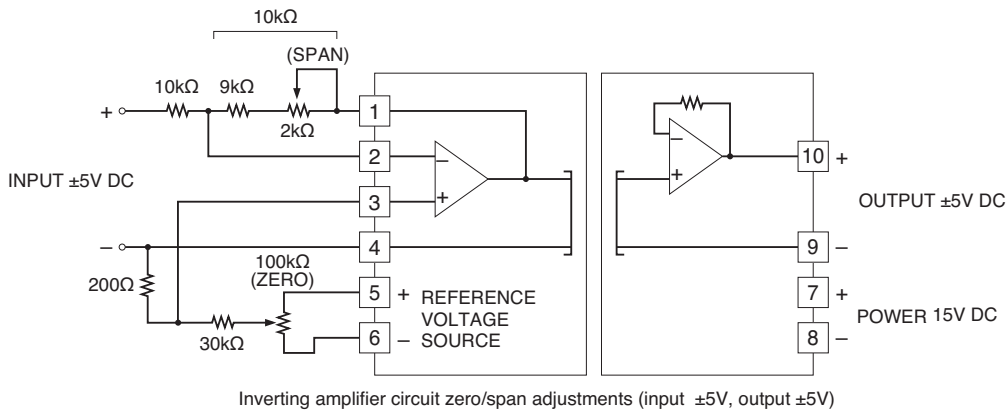 10kΩ
(SPAN)
10kΩ 9kΩ
2kΩ
+ 1
2 −
INPUT ±5V DC
3 +
− 4
− +
10 +
OUTPUT ±5V DC
9 −
100kΩ
(ZERO)
200Ω
30kΩ
5 + REFERENCE
VOLTAGE
6 − SOURCE
7 +
POWER 15V DC
8 −
Inverting amplifier circuit zero/span adjustments (input ±5V, output ±5V)